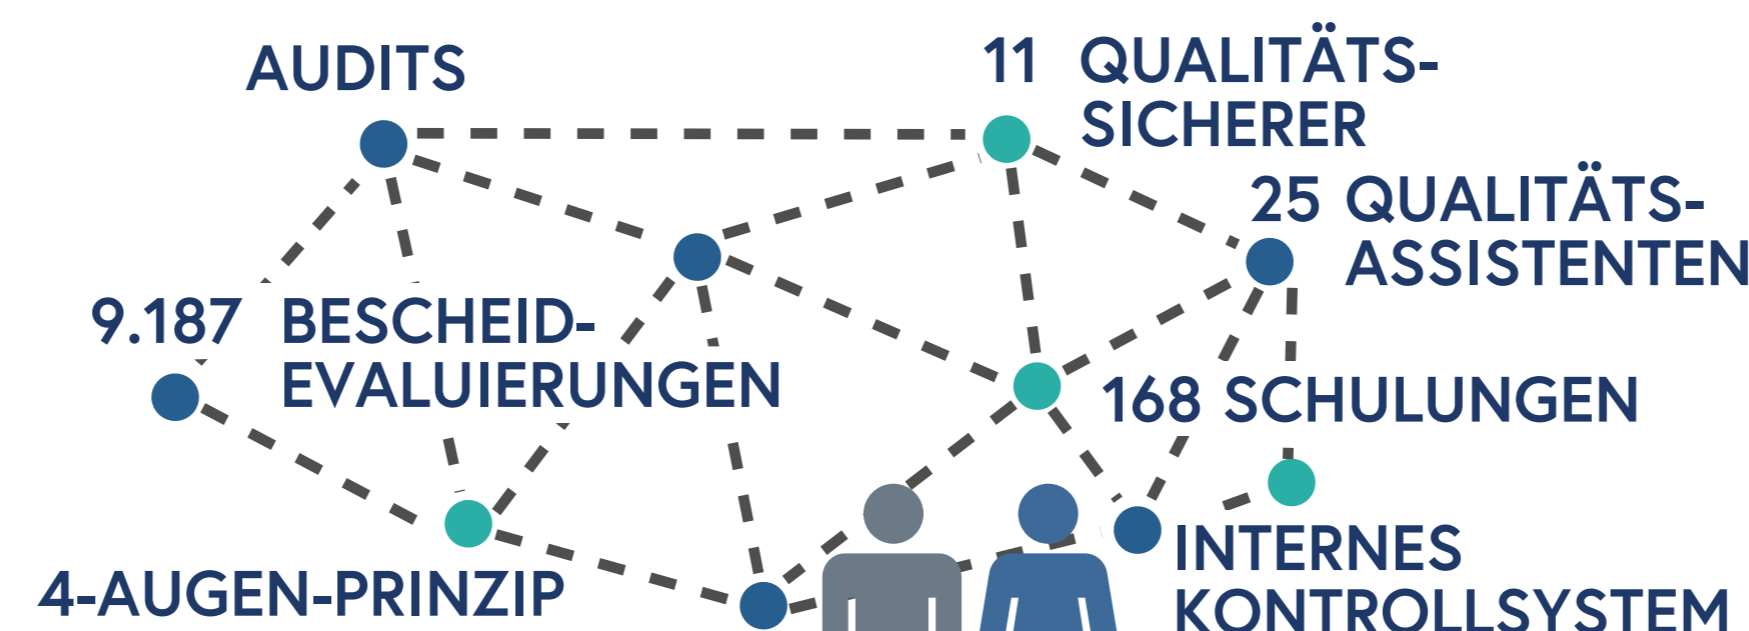 AUDITS
11 QUALITÄTS-
SICHERER
25 QUALITÄTS-
ASSISTENTEN
9.187 BESCHEID-
EVALUIERUNGEN
168 SCHULUNGEN
4-AUGEN-PRINZIP
INTERNES
KONTROLLSYSTEM